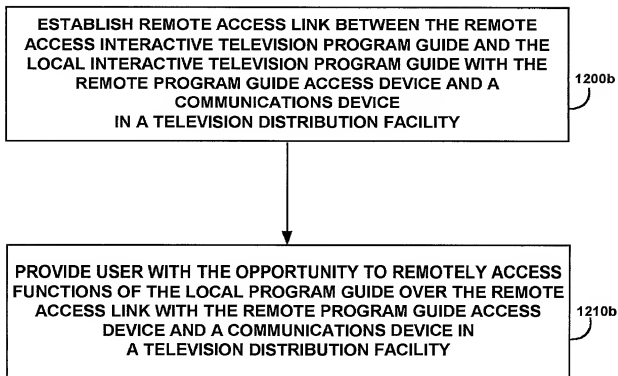 ESTABLISH REMOTE ACCESS LINK BETWEEN THE REMOTE
ACCESS INTERACTIVE TELEVISION PROGRAM GUIDE AND THE
LOCAL INTERACTIVE TELEVISION PROGRAM GUIDE WITH THE
REMOTE PROGRAM GUIDE ACCESS DEVICE AND A
COMMUNICATIONS DEVICE
IN A TELEVISION DISTRIBUTION FACILITY
1200b
PROVIDE USER WITH THE OPPORTUNITY TO REMOTELY ACCESS
FUNCTIONS OF THE LOCAL PROGRAM GUIDE OVER THE REMOTE
ACCESS LINK WITH THE REMOTE PROGRAM GUIDE ACCESS
DEVICE AND A COMMUNICATIONS DEVICE IN
A TELEVISION DISTRIBUTION FACILITY
1210b